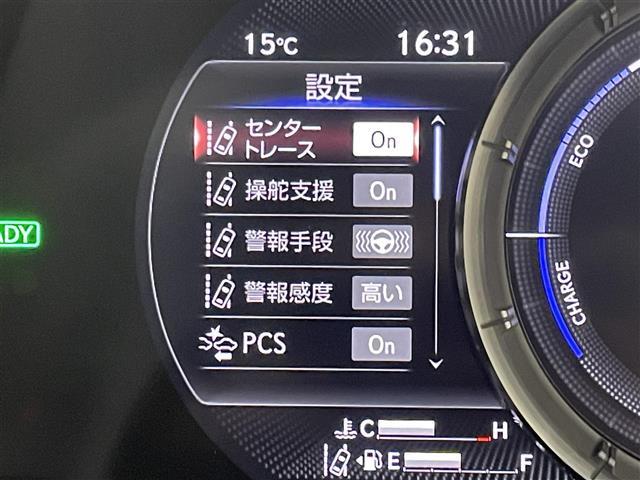 15℃ 16:31
設定
センター
トレース On
操舵支援 On
警報手段
警報感度 高い
PCS On
ADY
ECO
CHARGE
C H
E F